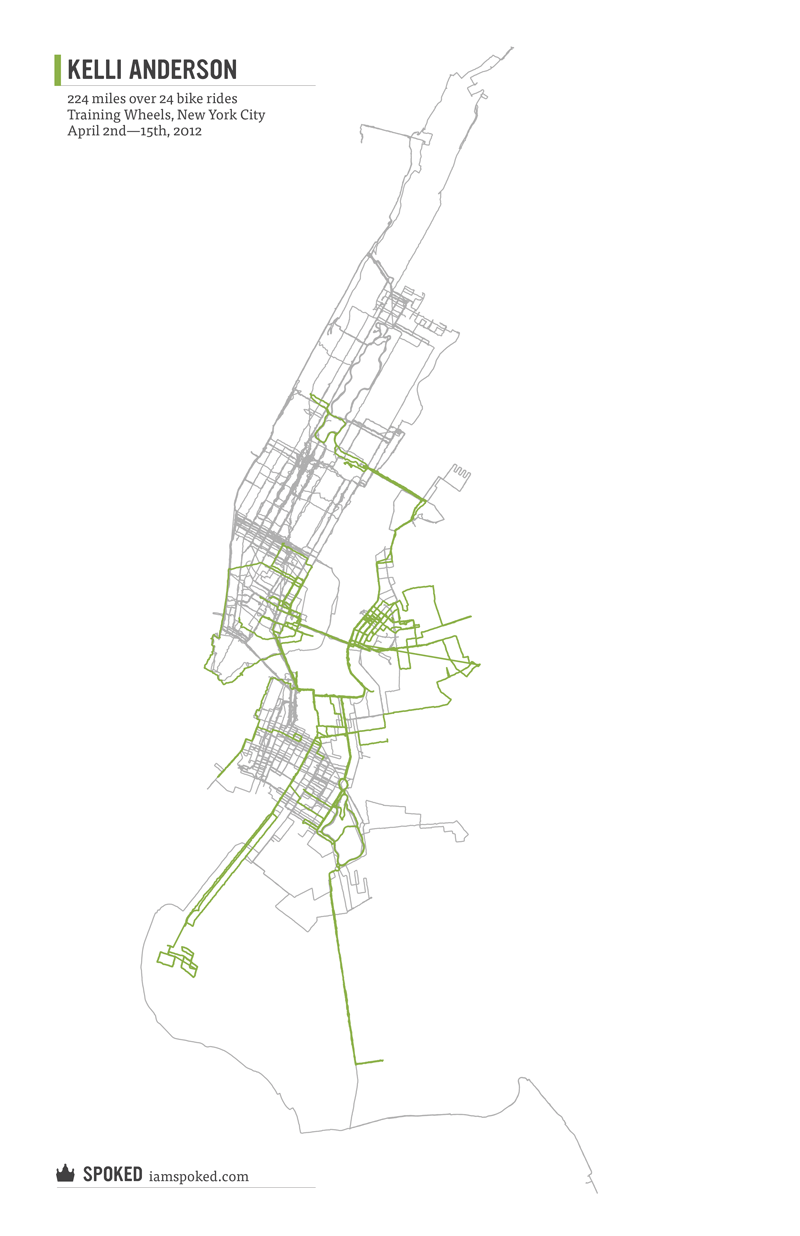 KELLI ANDERSON
224 miles over 24 bike rides
Training Wheels, New York City
April 2nd—15th, 2012
SPOKED iamspoked.com